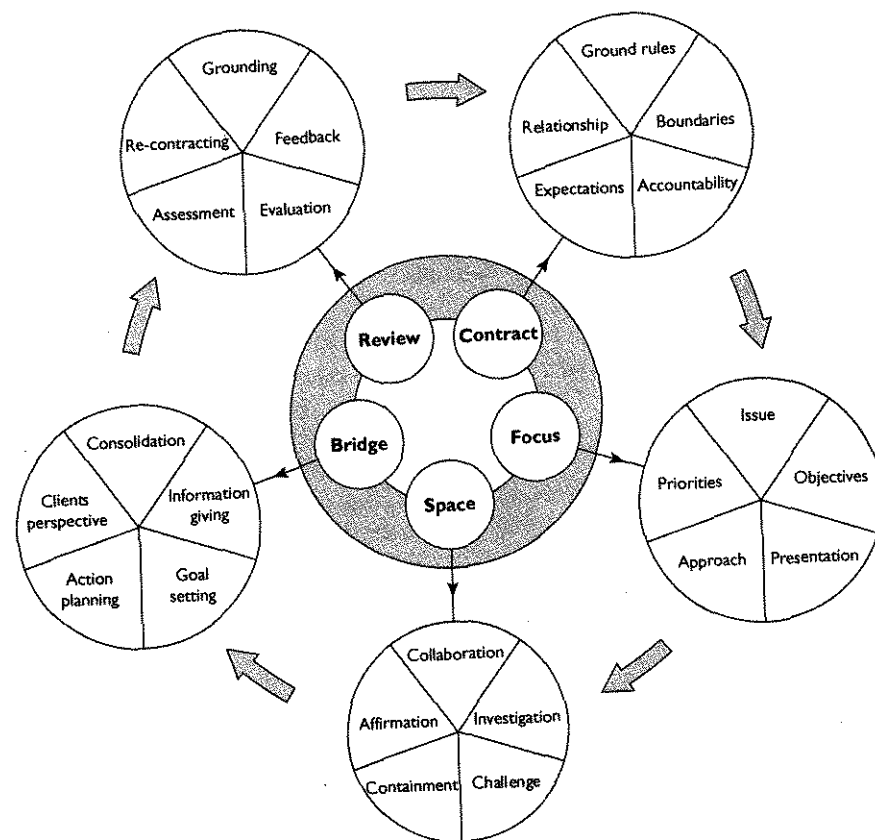 Grounding
Feedback
Evaluation
Assessment
Re-contracting
Ground rules
Boundaries
Accountability
Expectations
Relationship
Review
Contract
Focus
Space
Bridge
Issue
Objectives
Presentation
Approach
Priorities
Consolidation
Information
giving
Goal
setting
Action
planning
Clients
perspective
Collaboration
Investigation
Challenge
Containment
Affirmation